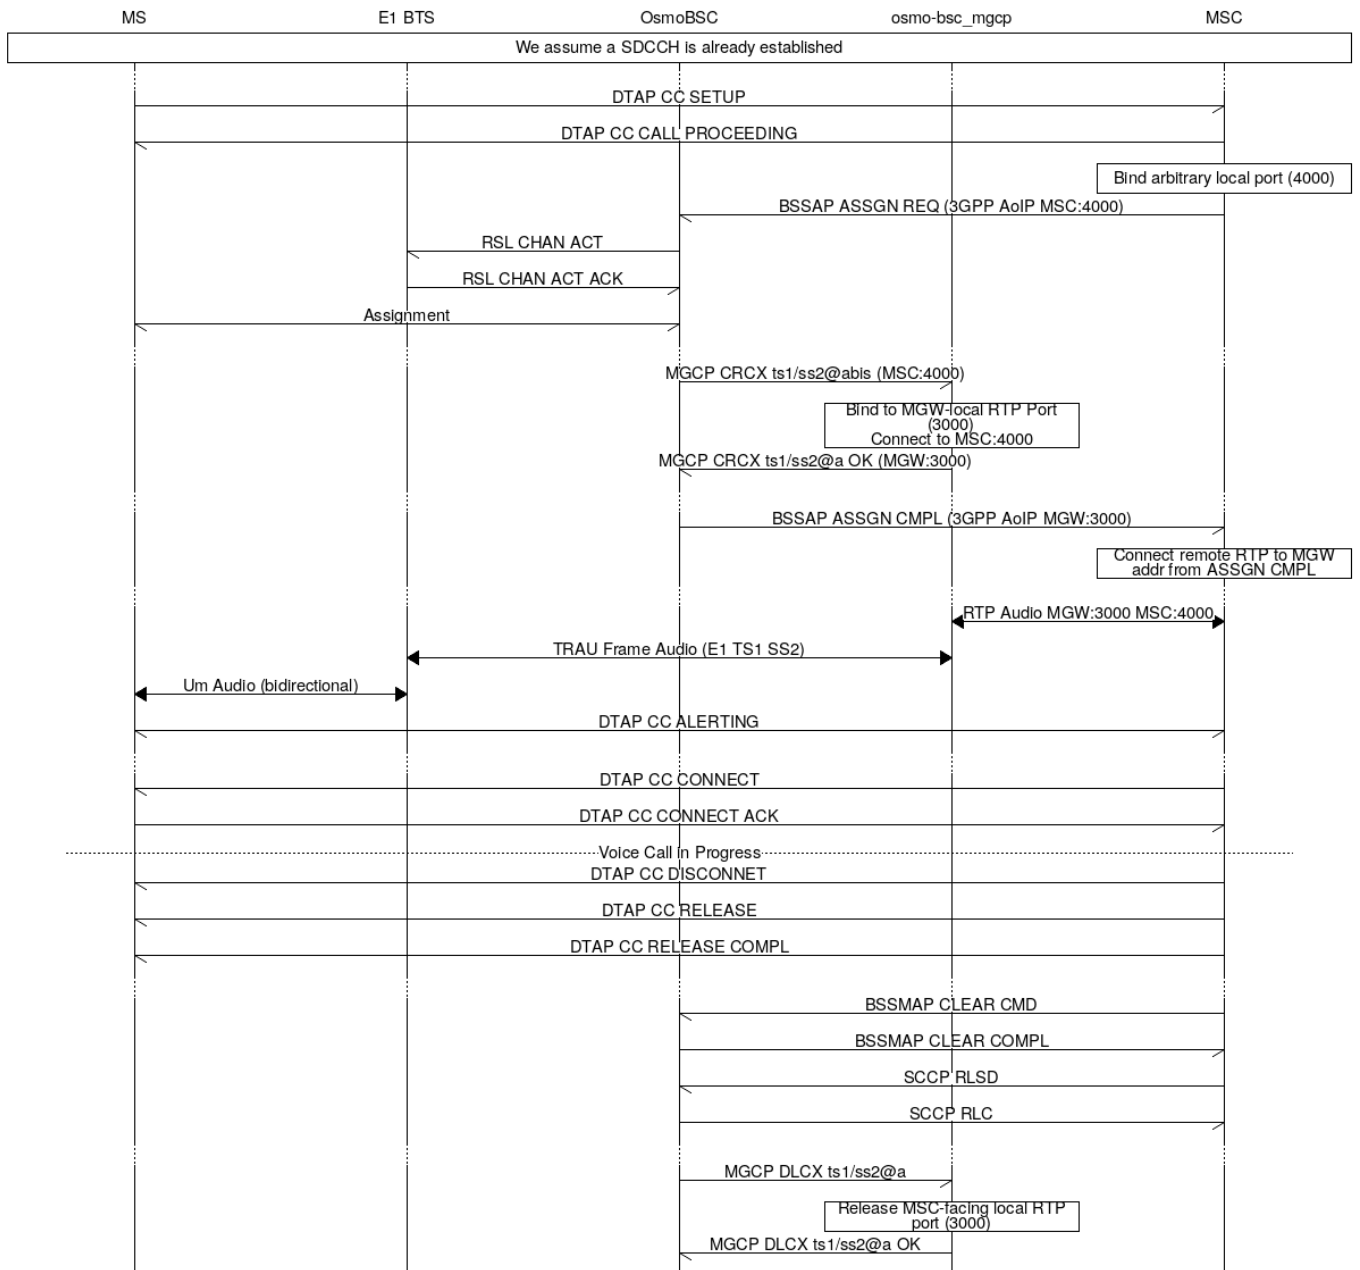 MS E1 BTS OsmoBSC osmo-bsc_mgcp MSC
We assume a SDCCH is already established
DTAP CC SETUP
DTAP CC CALL PROCEEDING
Bind arbitrary local port (4000)
BSSAP ASSGN REQ (3GPP AoIP MSC:4000)
RSL CHAN ACT
RSL CHAN ACT ACK
Assignment
MGCP CRCX ts1/ss2@abis (MSC:4000)
Bind to MGW-local RTP Port
(3000)
Connect to MSC:4000
MGCP CRCX ts1/ss2@a OK (MGW:3000)
BSSAP ASSGN CMPL (3GPP AoIP MGW:3000)
Connect remote RTP to MGW
addr from ASSGN CMPL
RTP Audio MGW:3000 MSC:4000
TRAU Frame Audio (E1 TS1 SS2)
Um Audio (bidirectional)
DTAP CC ALERTING
DTAP CC CONNECT
DTAP CC CONNECT ACK
Voice Call in Progress
DTAP CC DISCONNET
DTAP CC RELEASE
DTAP CC RELEASE COMPL
BSSMAP CLEAR CMD
BSSMAP CLEAR COMPL
SCCP RLSD
SCCP RLC
MGCP DLCX ts1/ss2@a
Release MSC-facing local RTP
port (3000)
MGCP DLCX ts1/ss2@a OK